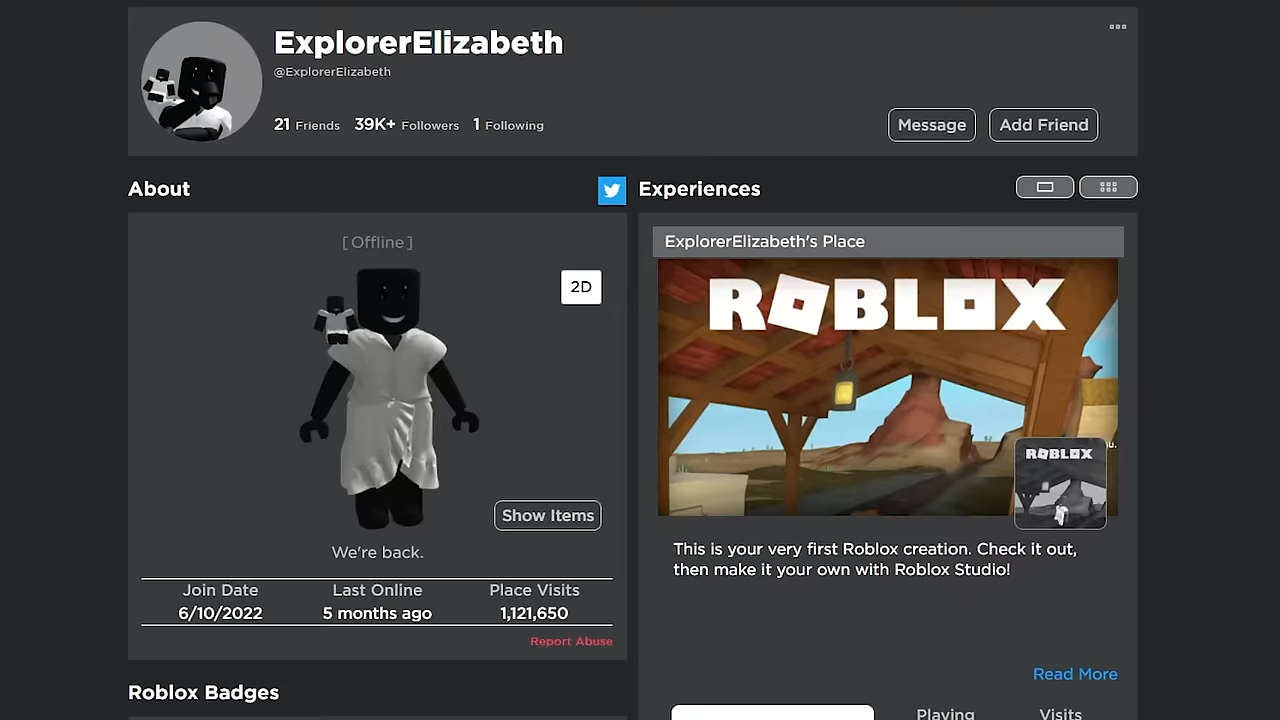 ExplorerElizabeth
@ExplorerElizabeth
21 Friends 39K+ Followers 1 Following
Message
Add Friend
About
Experiences
[ Offline ]
2D
Show Items
We're back.
Join Date Last Online Place Visits
6/10/2022 5 months ago 1,121,650
Report Abuse
Roblox Badges
ExplorerElizabeth's Place
ROBLOX
ROBLOX
This is your very first Roblox creation. Check it out,
then make it your own with Roblox Studio!
Read More
Playing Visits